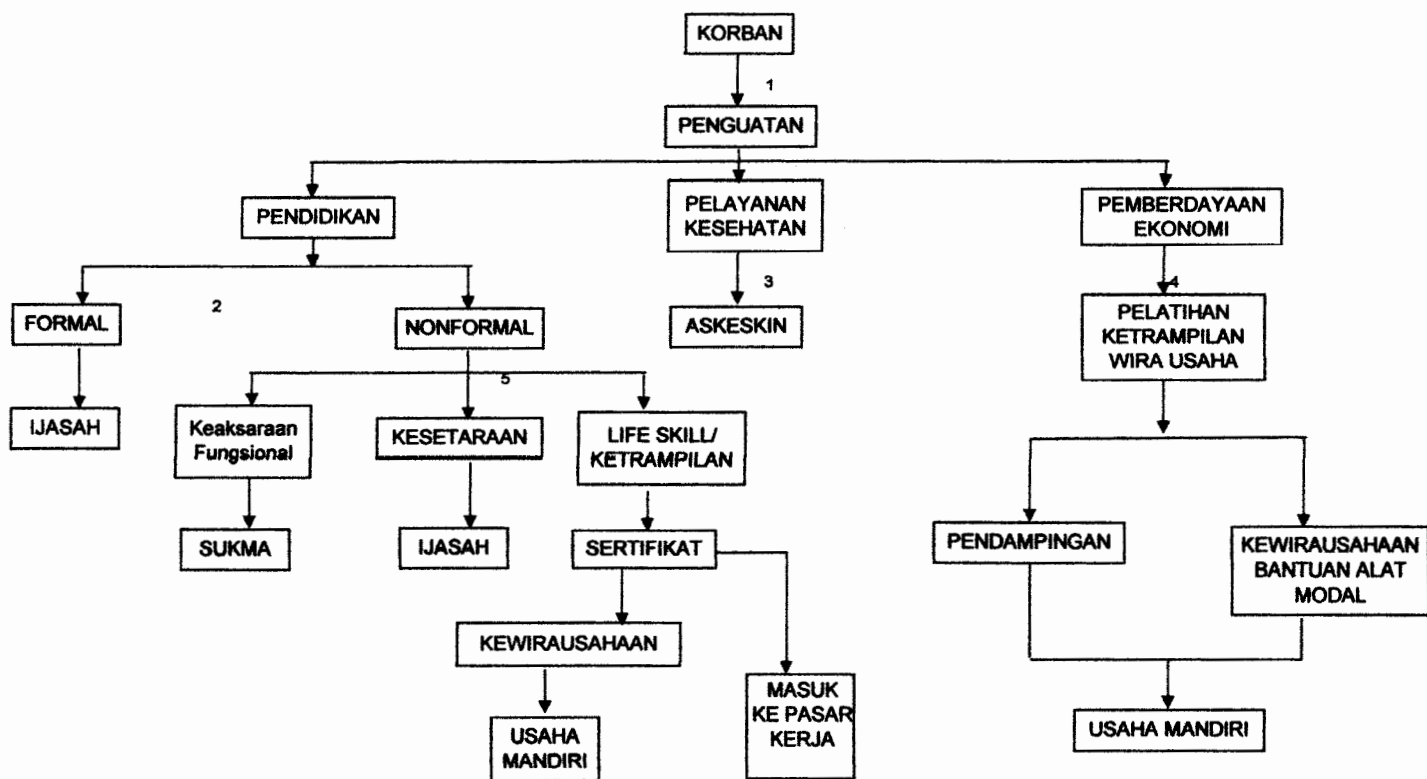 KORBAN
1
PENGUATAN
PENDIDIKAN
PELAYANAN
KESEHATAN
PEMBERDAYAAN
EKONOMI
2
3
4
FORMAL
NONFORMAL
ASKESKIN
PELATIHAN
KETRAMPILAN
WIRA USAHA
5
IJASAH
Keaksaraan
Fungsional
KESETARAAN
LIFE SKILL/
KETRAMPILAN
SUKMA
IJASAH
SERTIFIKAT
PENDAMPINGAN
KEWIRAUSAHAAN
BANTUAN ALAT
MODAL
KEWIRAUSAHAAN
MASUK
KE PASAR
KERJA
USAHA
MANDIRI
USAHA MANDIRI